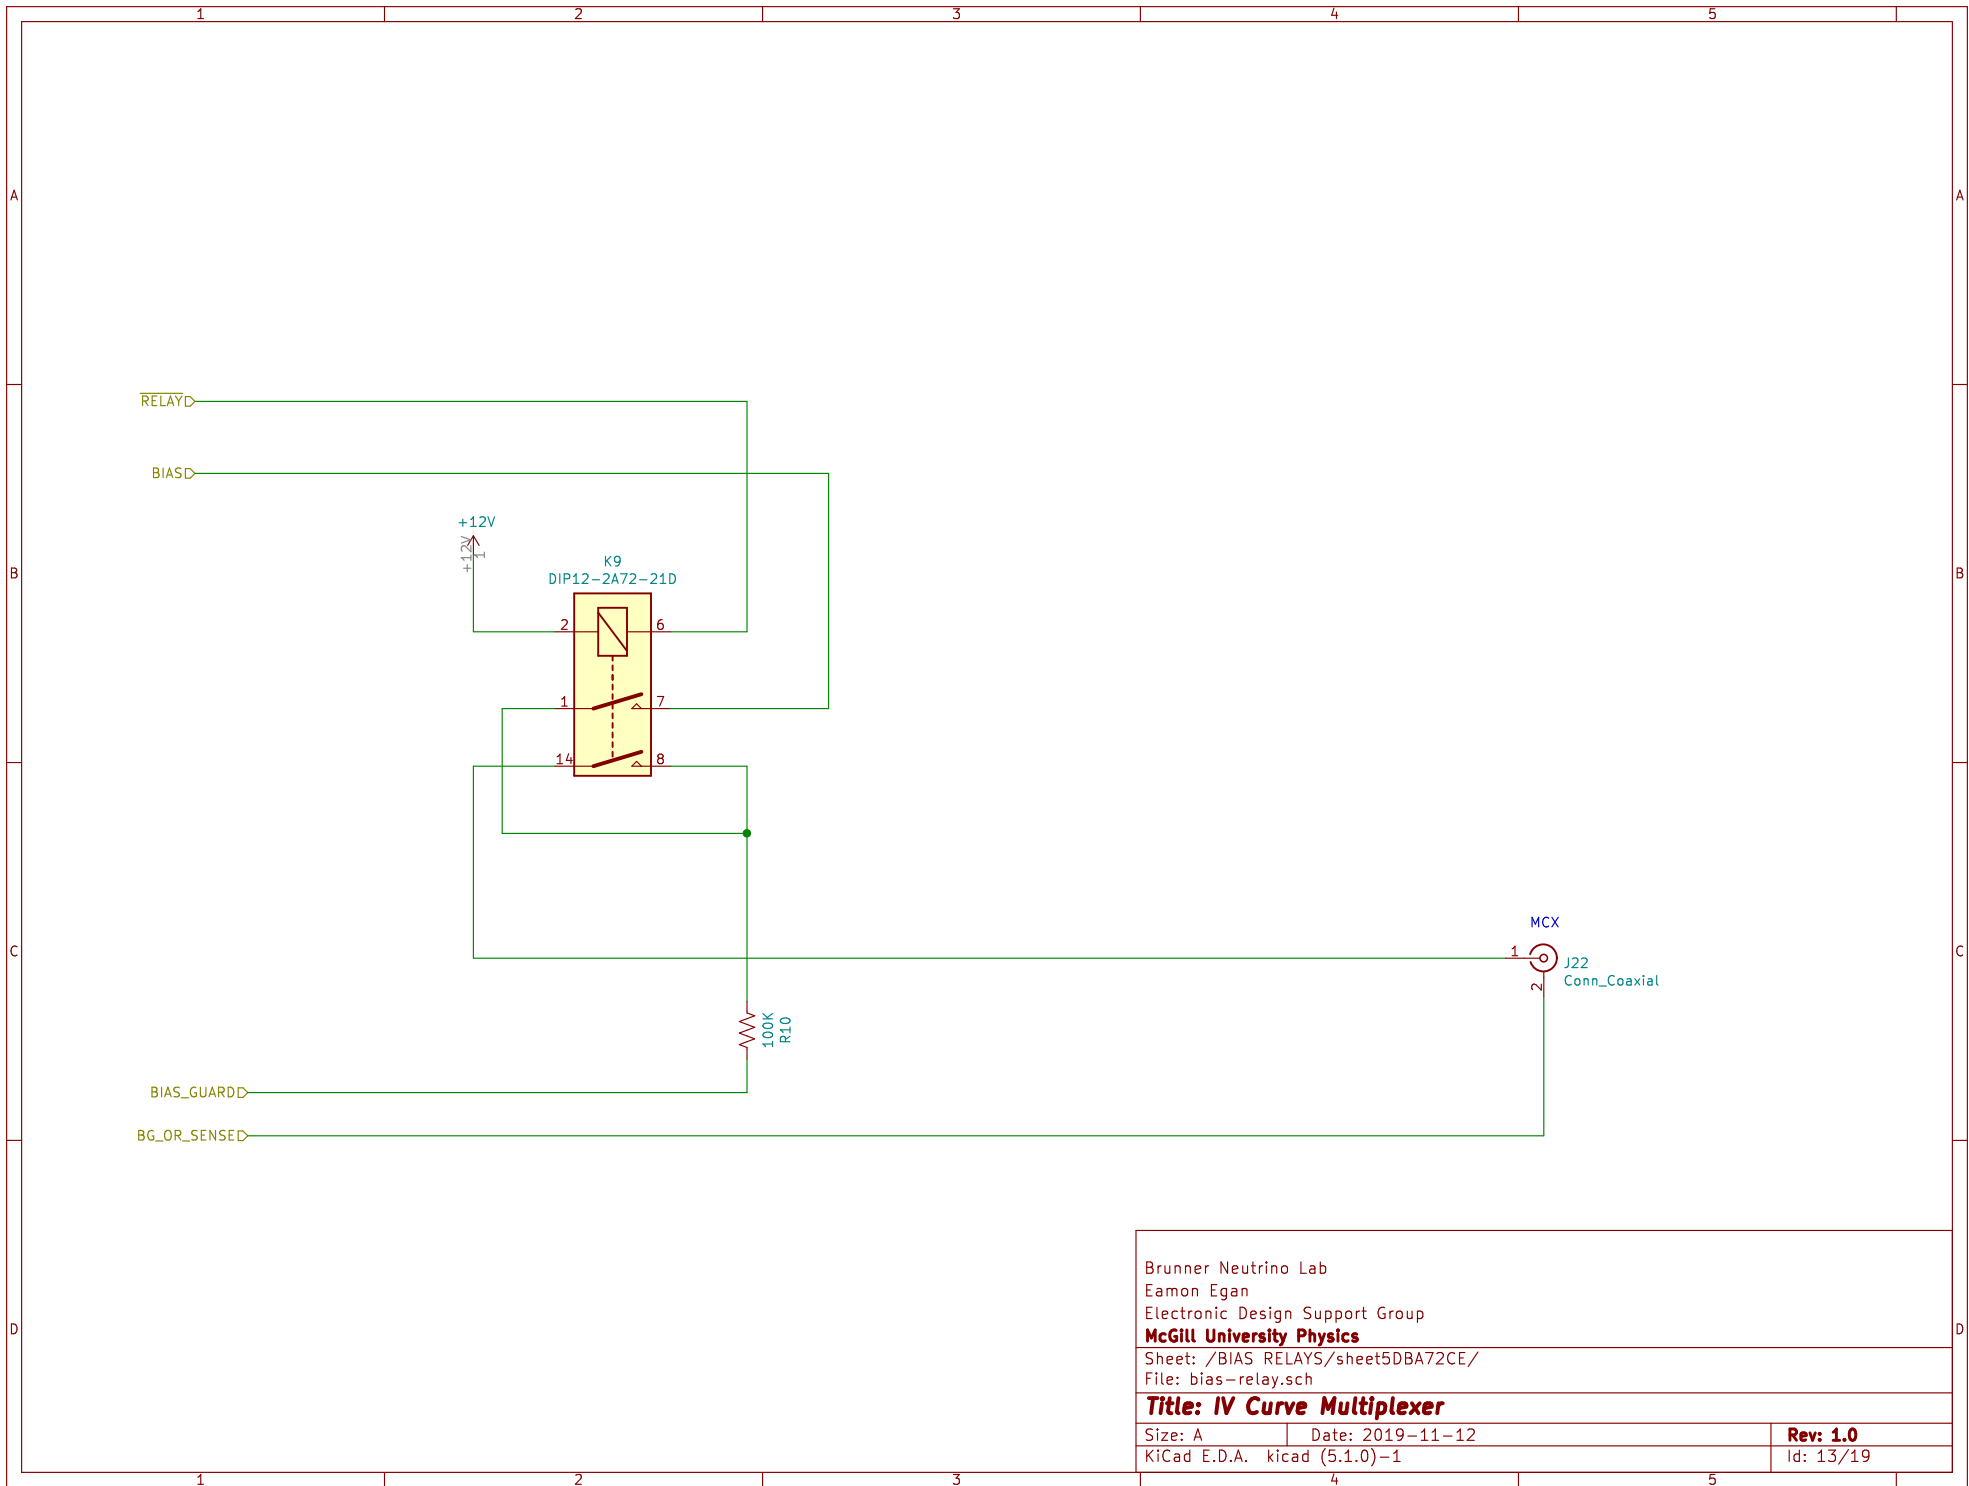 1 2 3 4 5
A A
R̅E̅L̅A̅Y̅
BIAS
+12V
+12V
1
K9
DIP12-2A72-21D
B B
2 6
1 7
14 8
MCX
C C
1
J22
Conn_Coaxial
2
100K
R10
BIAS_GUARD
BG_OR_SENSE
Brunner Neutrino Lab
Eamon Egan
Electronic Design Support Group
McGill University Physics
D D
Sheet: /BIAS RELAYS/sheet5DBA72CE/
File: bias-relay.sch
Title: IV Curve Multiplexer
Size: A Date: 2019-11-12 Rev: 1.0
KiCad E.D.A. kicad (5.1.0)-1 Id: 13/19
1 2 3 4 5